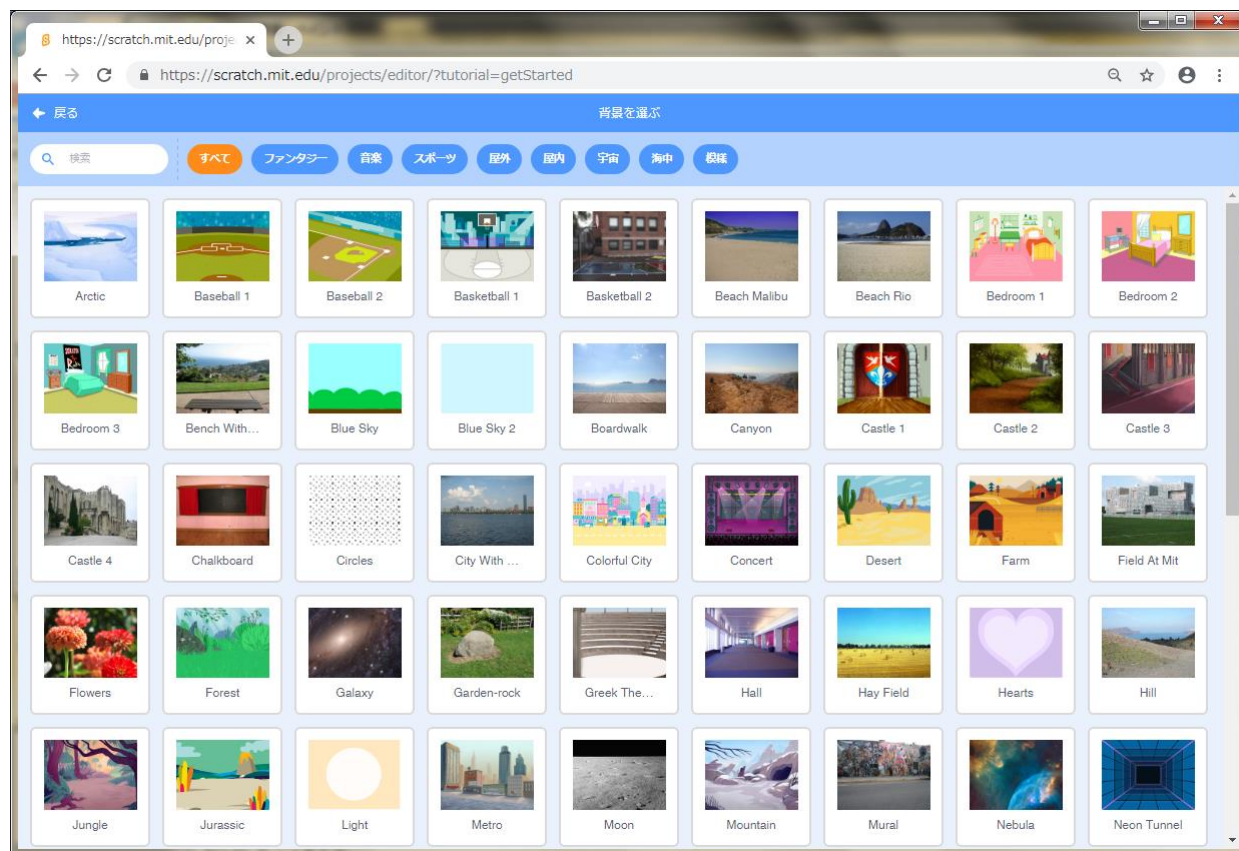 https://scratch.mit.edu/proje
https://scratch.mit.edu/projects/editor/?tutorial=getStarted
戻る
背景を選ぶ
検索 すべて ファンタジー 音楽 スポーツ 屋外 屋内 宇宙 海中 模様
Arctic Baseball 1 Baseball 2 Basketball 1 Basketball 2 Beach Malibu Beach Rio Bedroom 1 Bedroom 2
Bedroom 3 Bench With... Blue Sky Blue Sky 2 Boardwalk Canyon Castle 1 Castle 2 Castle 3
Castle 4 Chalkboard Circles City With ... Colorful City Concert Desert Farm Field At Mit
Flowers Forest Galaxy Garden-rock Greek The... Hall Hay Field Hearts Hill
Jungle Jurassic Light Metro Moon Mountain Mural Nebula Neon Tunnel